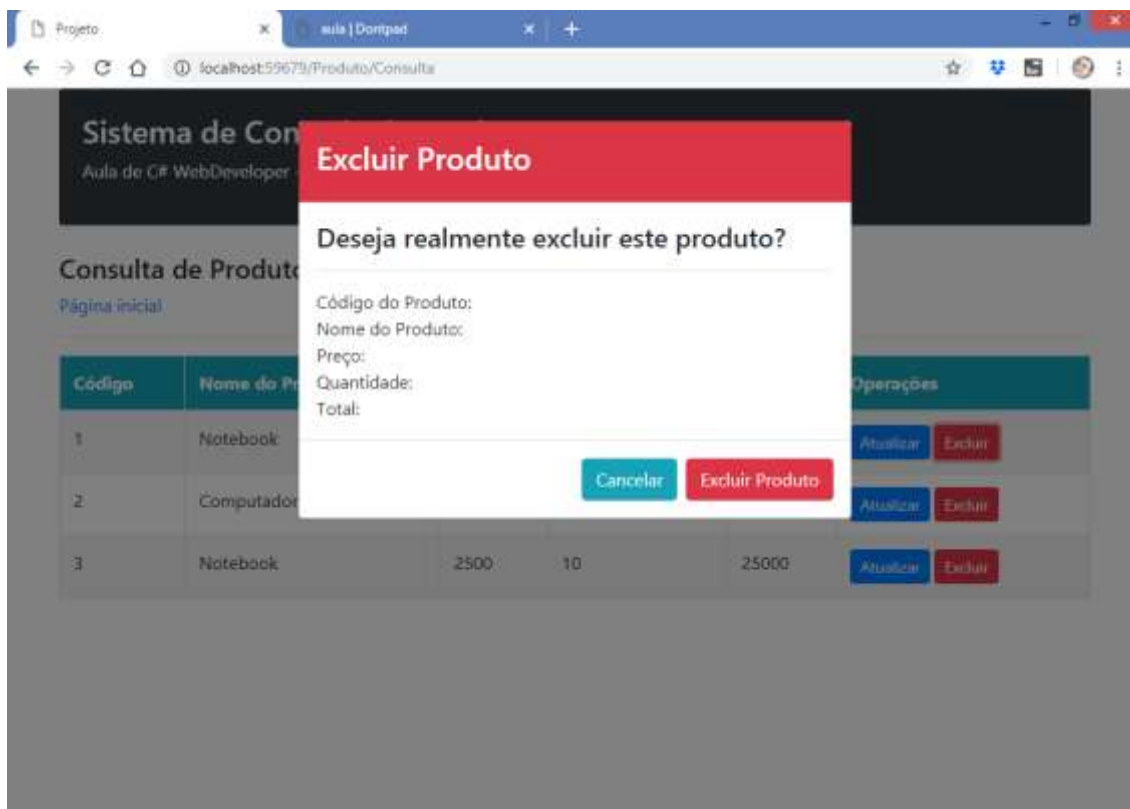 Projeto
aula | Dontpad
localhost:59679/Produto/Consulta
Sistema de Con
Aula de C# WebDeveloper -
Excluir Produto
Deseja realmente excluir este produto?
Consulta de Produto
Página inicial
Código do Produto:
Nome do Produto:
Preço:
Quantidade:
Total:
Cancelar Excluir Produto
Código Nome do Pr Operações
1 Notebook Atualizar Excluir
2 Computador Atualizar Excluir
3 Notebook 2500 10 25000 Atualizar Excluir